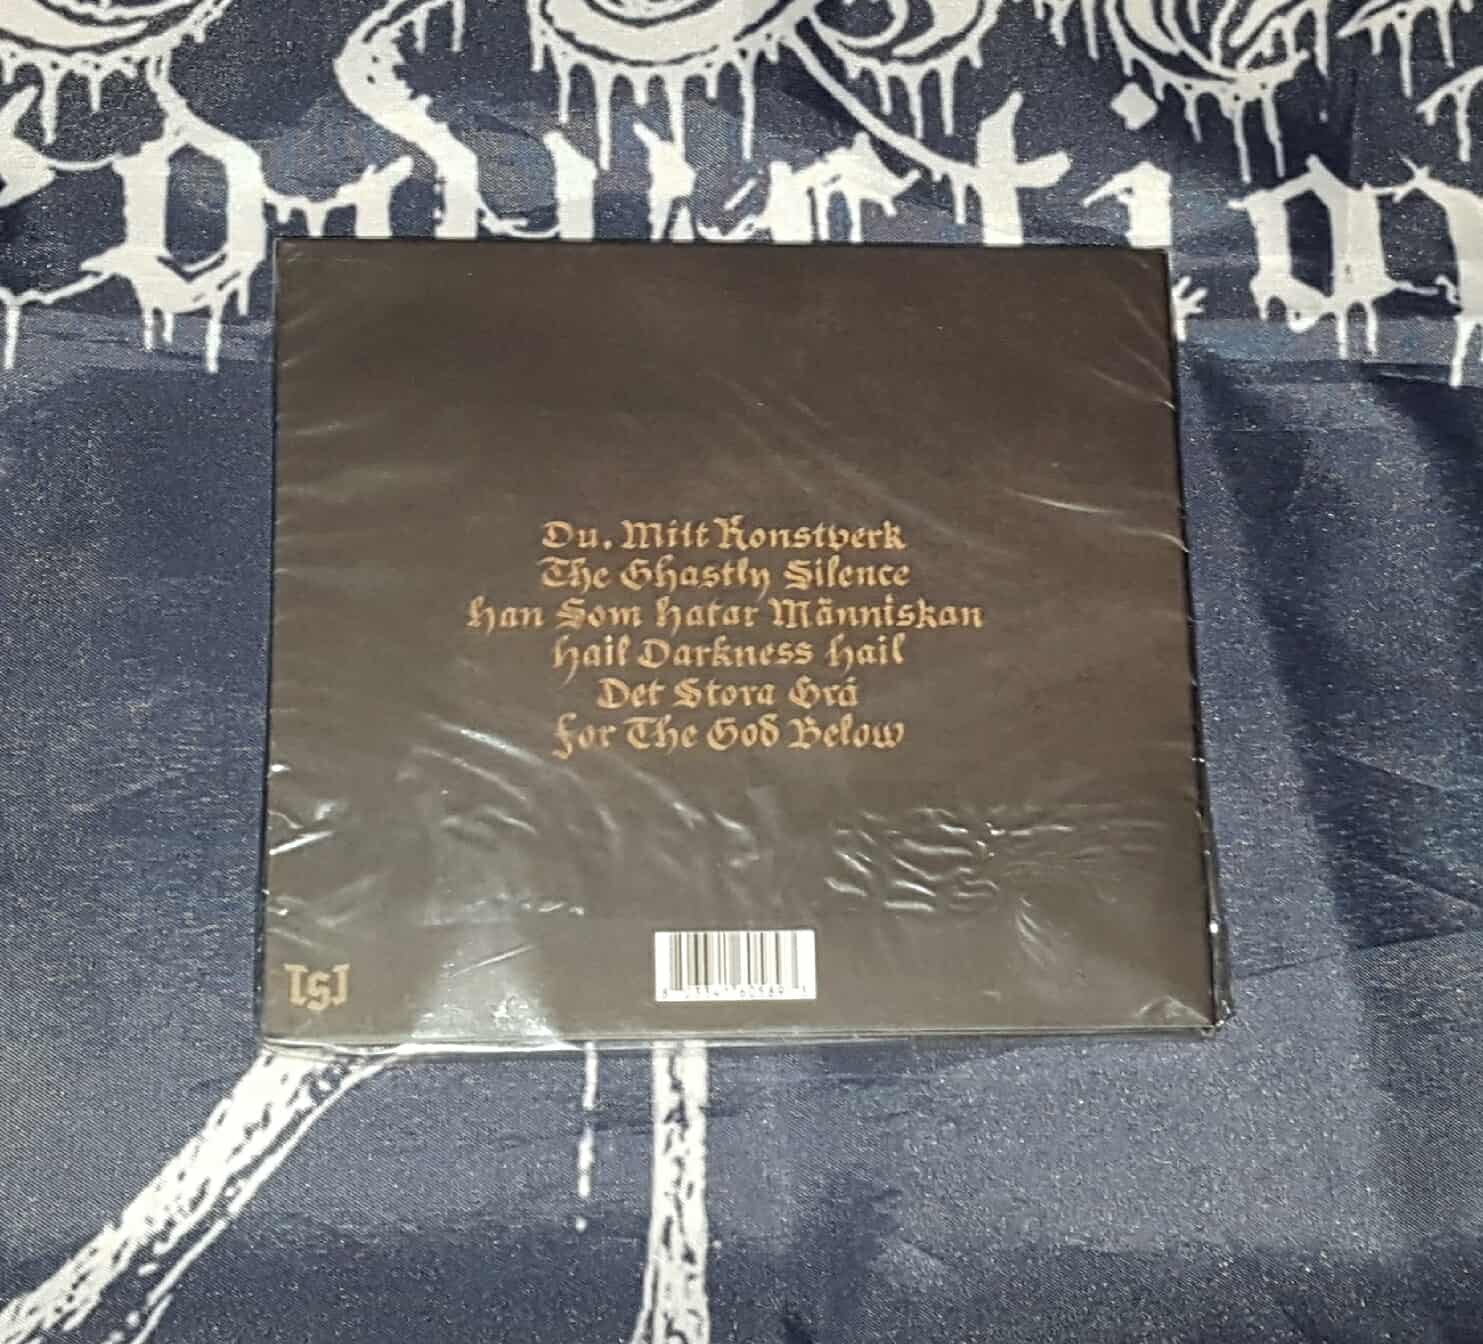 Du, Mitt Konstverk
The Ghastly Silence
Han Som Hatar Människan
Hail Darkness Hail
Det Stora Grå
For The God Below
[s]